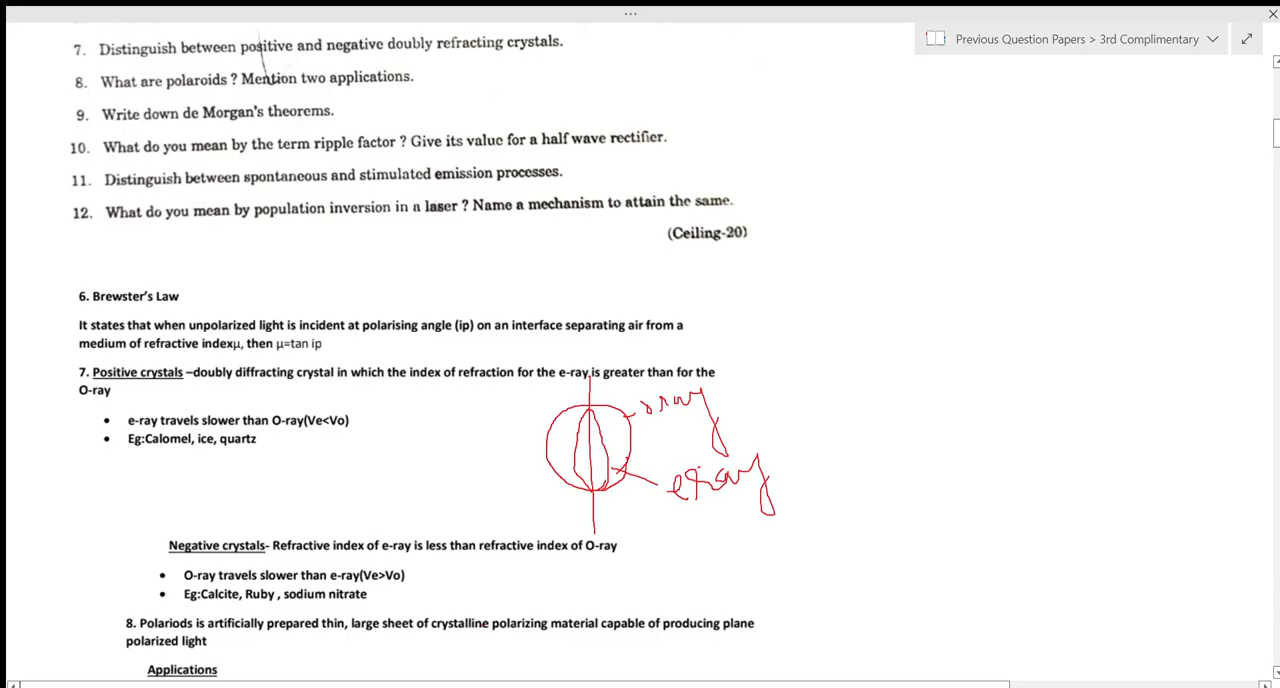 ...
Previous Question Papers > 3rd Complimentary
7. Distinguish between positive and negative doubly refracting crystals.
8. What are polaroids ? Mention two applications.
9. Write down de Morgan's theorems.
10. What do you mean by the term ripple factor ? Give its value for a half wave rectifier.
11. Distinguish between spontaneous and stimulated emission processes.
12. What do you mean by population inversion in a laser ? Name a mechanism to attain the same.
(Ceiling-20)
6. Brewster's Law
It states that when unpolarized light is incident at polarising angle (ip) on an interface separating air from a
medium of refractive indexμ, then μ=tan ip
7. Positive crystals –doubly diffracting crystal in which the index of refraction for the e-ray is greater than for the
O-ray
• e-ray travels slower than O-ray(Ve<Vo)
• Eg:Calomel, ice, quartz
o ray
e-ray
Negative crystals- Refractive index of e-ray is less than refractive index of O-ray
• O-ray travels slower than e-ray(Ve>Vo)
• Eg:Calcite, Ruby , sodium nitrate
8. Polariods is artificially prepared thin, large sheet of crystalline polarizing material capable of producing plane
polarized light
Applications